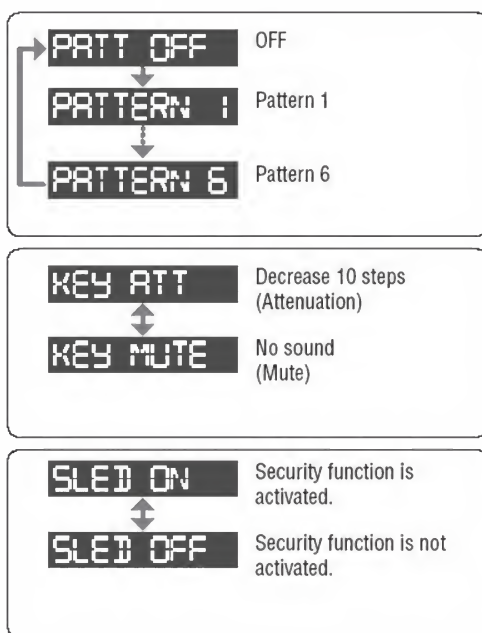 PATT OFF OFF
PATTERN 1 Pattern 1
PATTERN 6 Pattern 6
KEY ATT Decrease 10 steps
(Attenuation)
KEY MUTE No sound
(Mute)
SLED ON Security function is
activated.
SLED OFF Security function is not
activated.